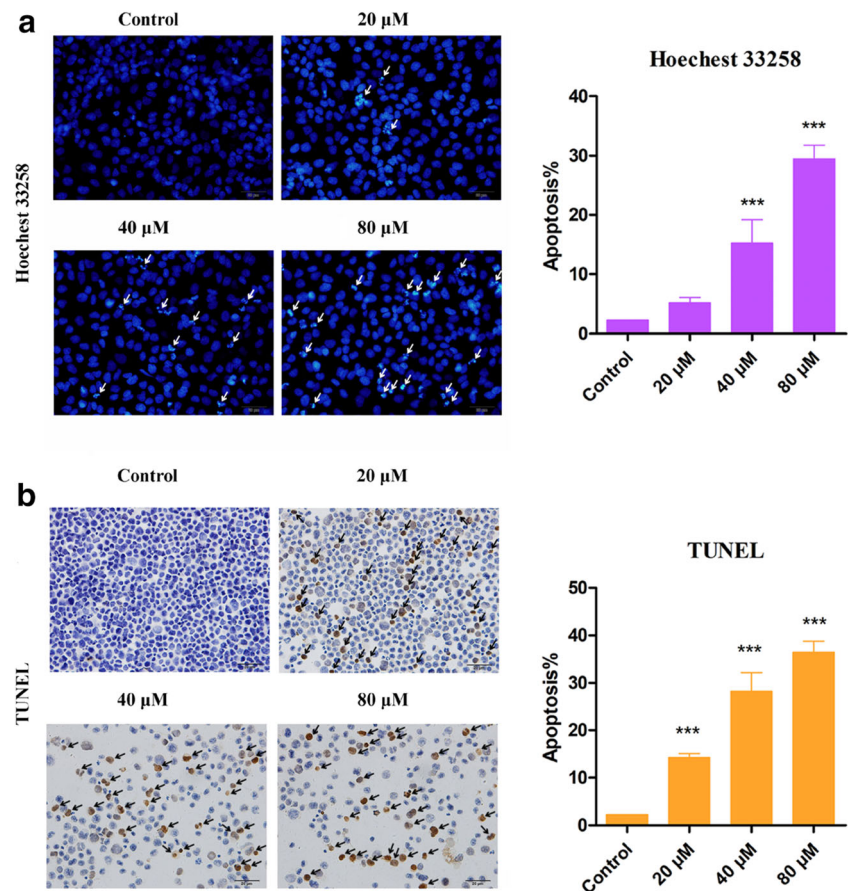 a
Control
20 µM
Hoechest 33258
40 µM
80 µM
Hoechest 33258
Apoptosis%
40
30
20
10
0
***
***
Control
20 µM
40 µM
80 µM
b
Control
20 µM
TUNEL
40 µM
80 µM
TUNEL
Apoptosis%
50
40
30
20
10
0
***
***
***
Control
20 µM
40 µM
80 µM